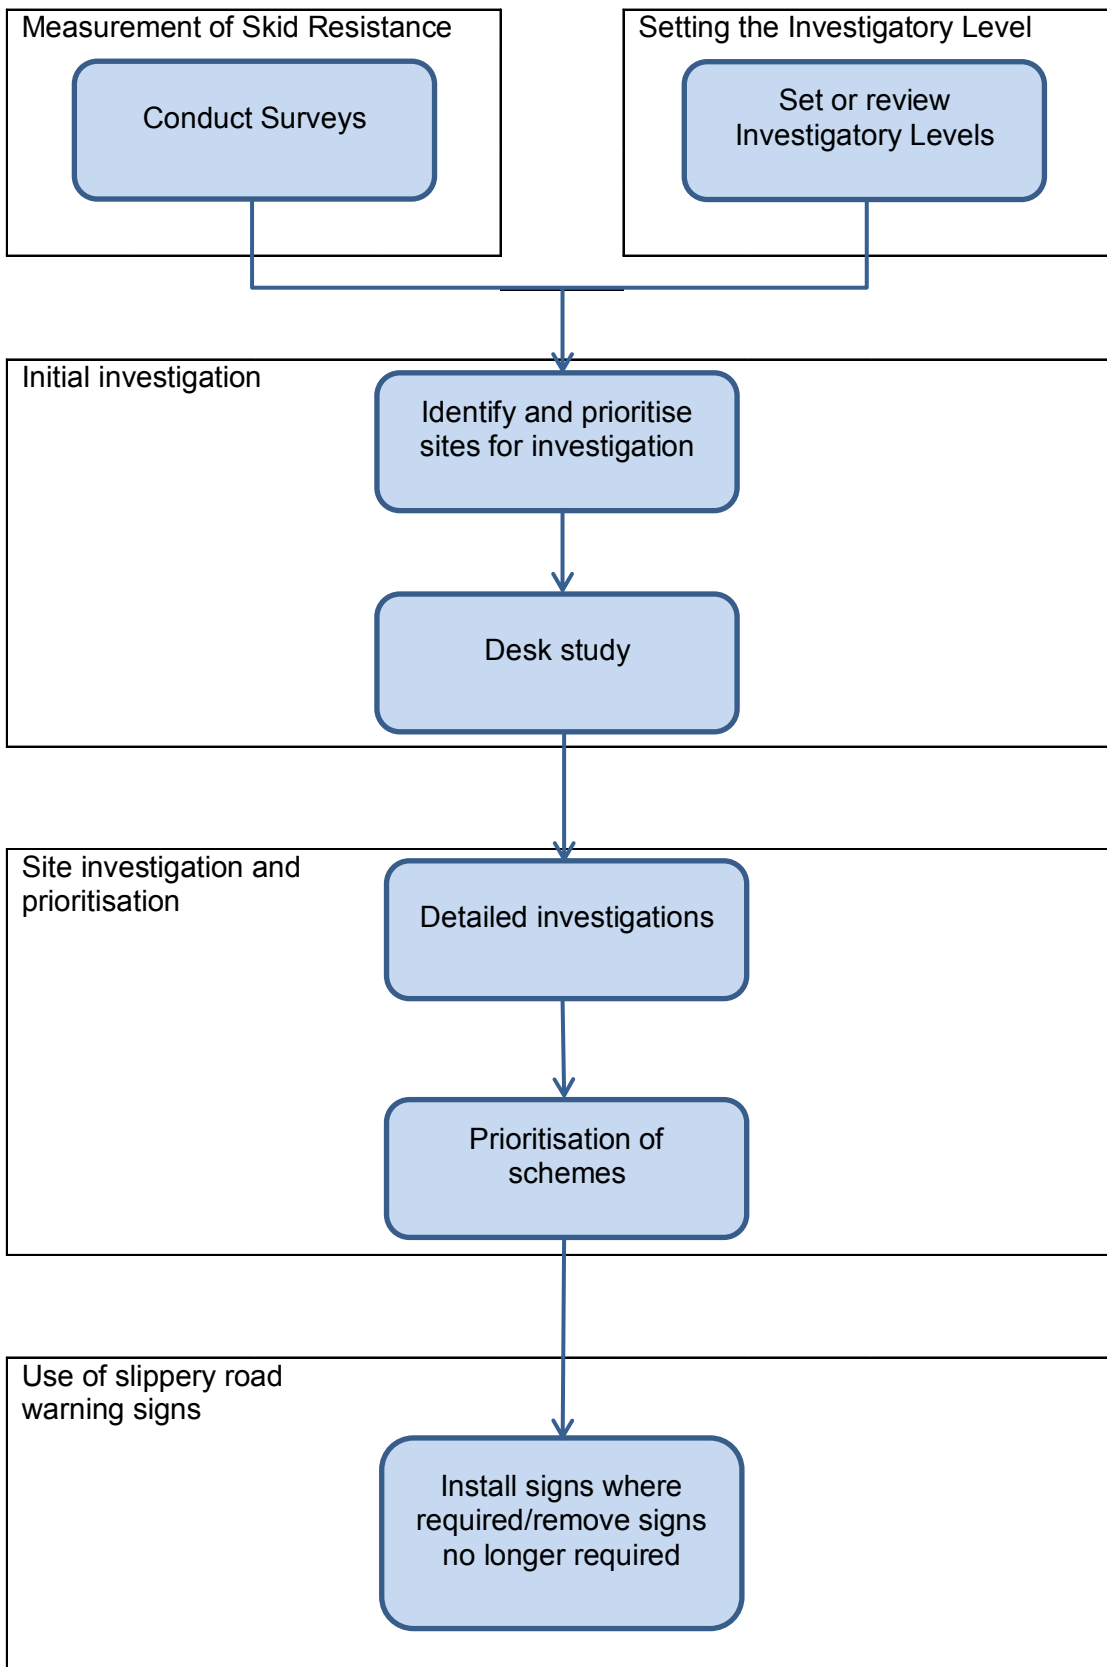 Measurement of Skid Resistance
Conduct Surveys
Setting the Investigatory Level
Set or review
Investigatory Levels
Initial investigation
Identify and prioritise
sites for investigation
Desk study
Site investigation and
prioritisation
Detailed investigations
Prioritisation of
schemes
Use of slippery road
warning signs
Install signs where
required/remove signs
no longer required